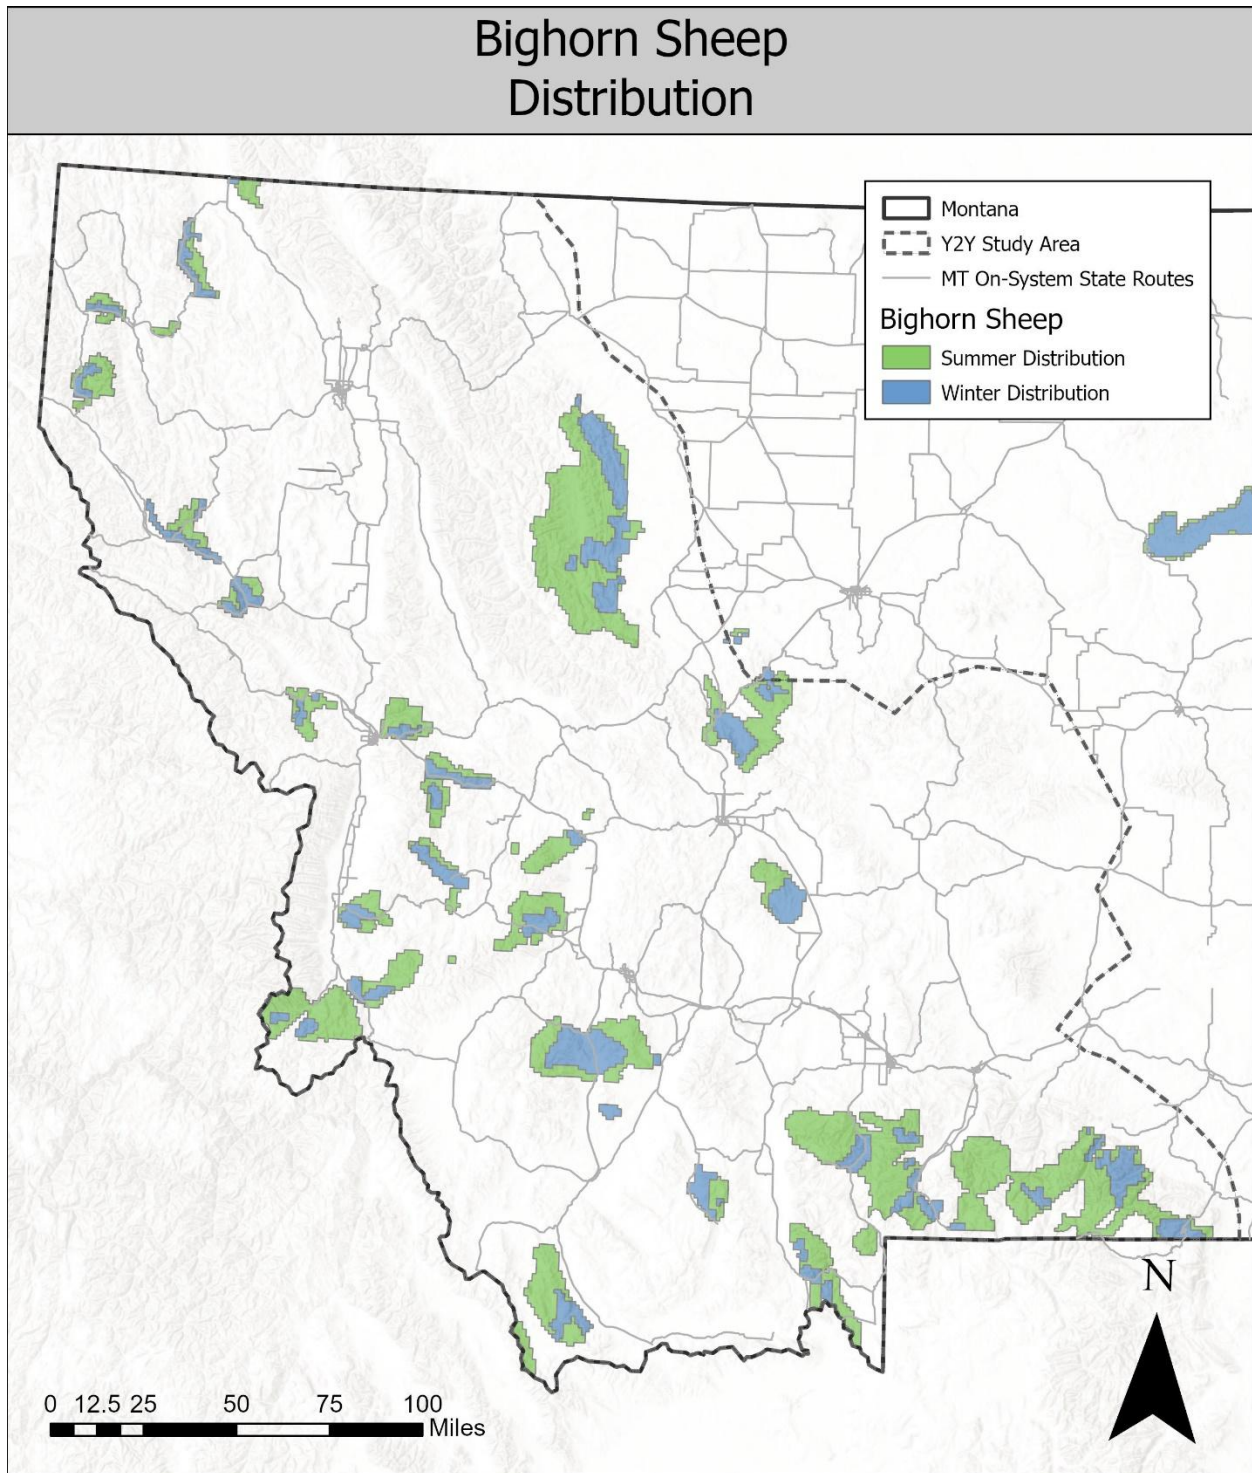 Bighorn Sheep
Distribution
Montana
Y2Y Study Area
MT On-System State Routes
Bighorn Sheep
Summer Distribution
Winter Distribution
N
0 12.5 25 50 75 100
Miles